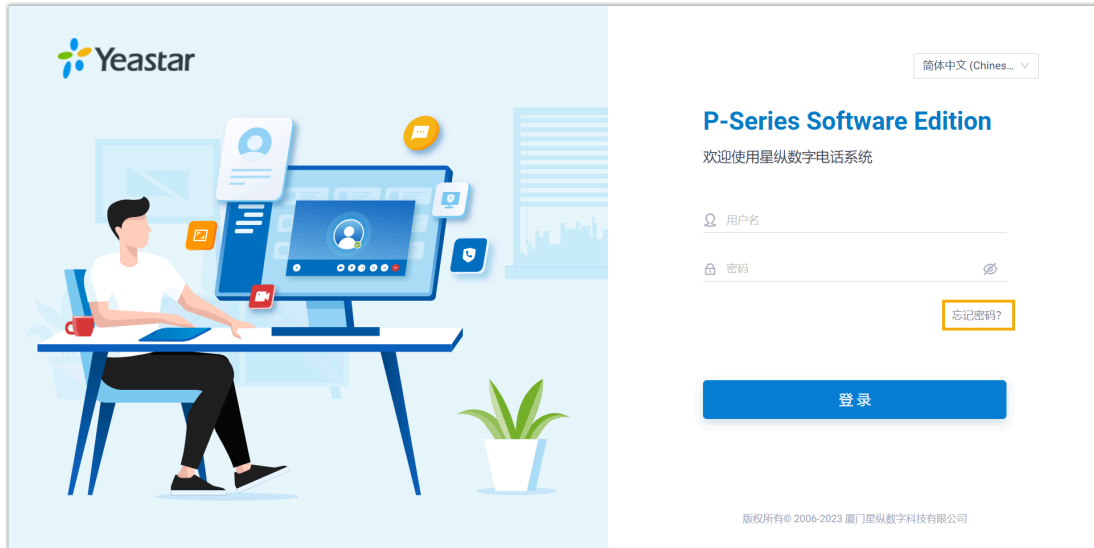 Yeastar
简体中文 (Chines...
P-Series Software Edition
欢迎使用星纵数字电话系统
用户名
密码
忘记密码?
登录
版权所有© 2006-2023 厦门星纵数字科技有限公司